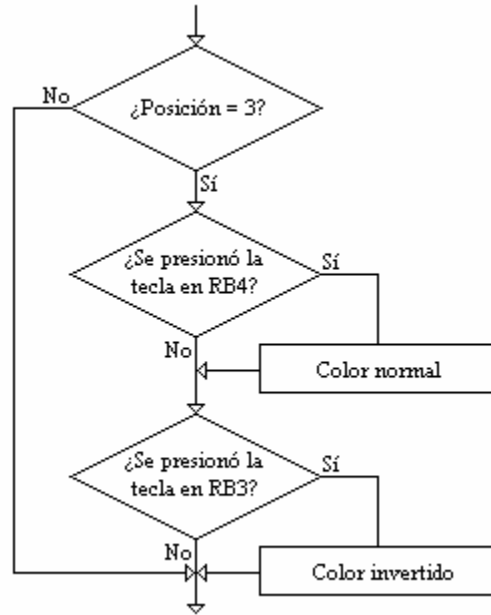 No
¿Posición = 3?
Sí
¿Se presionó la
tecla en RB4?
Sí
No
Color normal
¿Se presionó la
tecla en RB3?
Sí
No
Color invertido